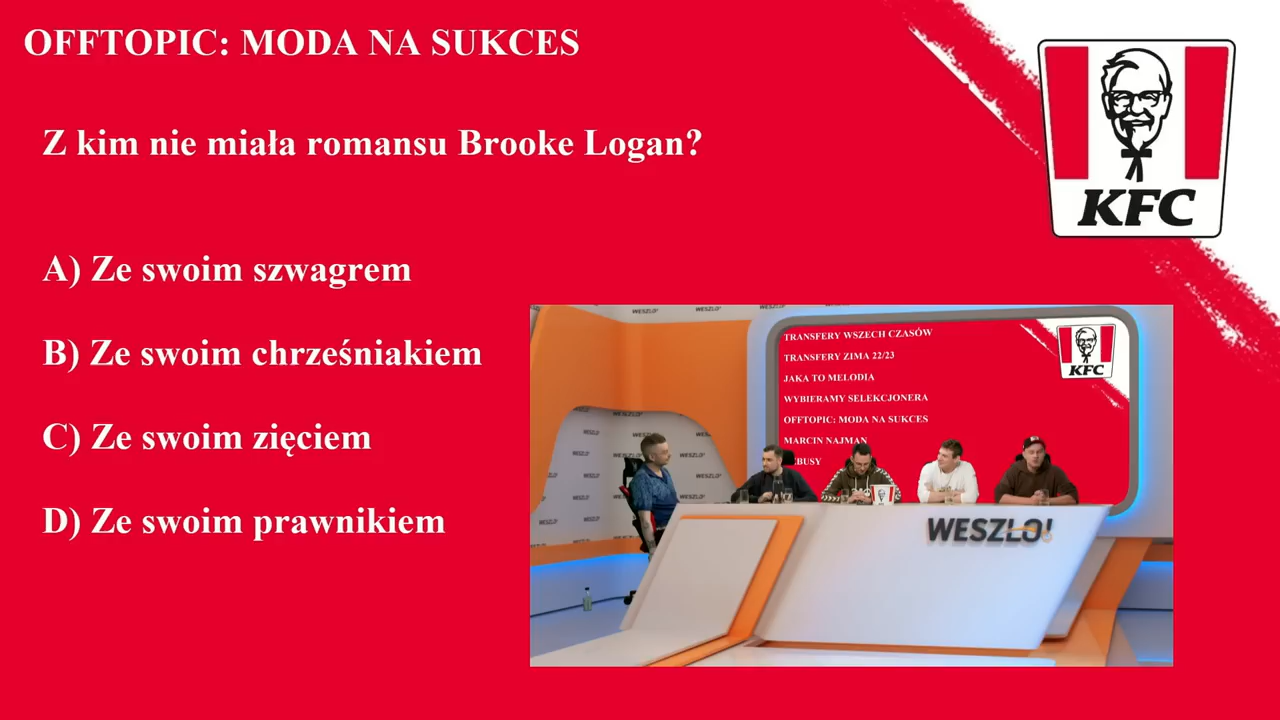 OFFTOPIC: MODA NA SUKCES
Z kim nie miała romansu Brooke Logan?
A) Ze swoim szwagrem
B) Ze swoim chrześniakiem
C) Ze swoim zięciem
D) Ze swoim prawnikiem
KFC
TRANSFERY WSZECH CZASÓW
TRANSFERY ZIMA 22/23
JAKA TO MELODIA
WYBIERAMY SELEKCJONERA
OFFTOPIC: MODA NA SUKCES
MARCIN NAJMAN
KFC
WESZŁO!